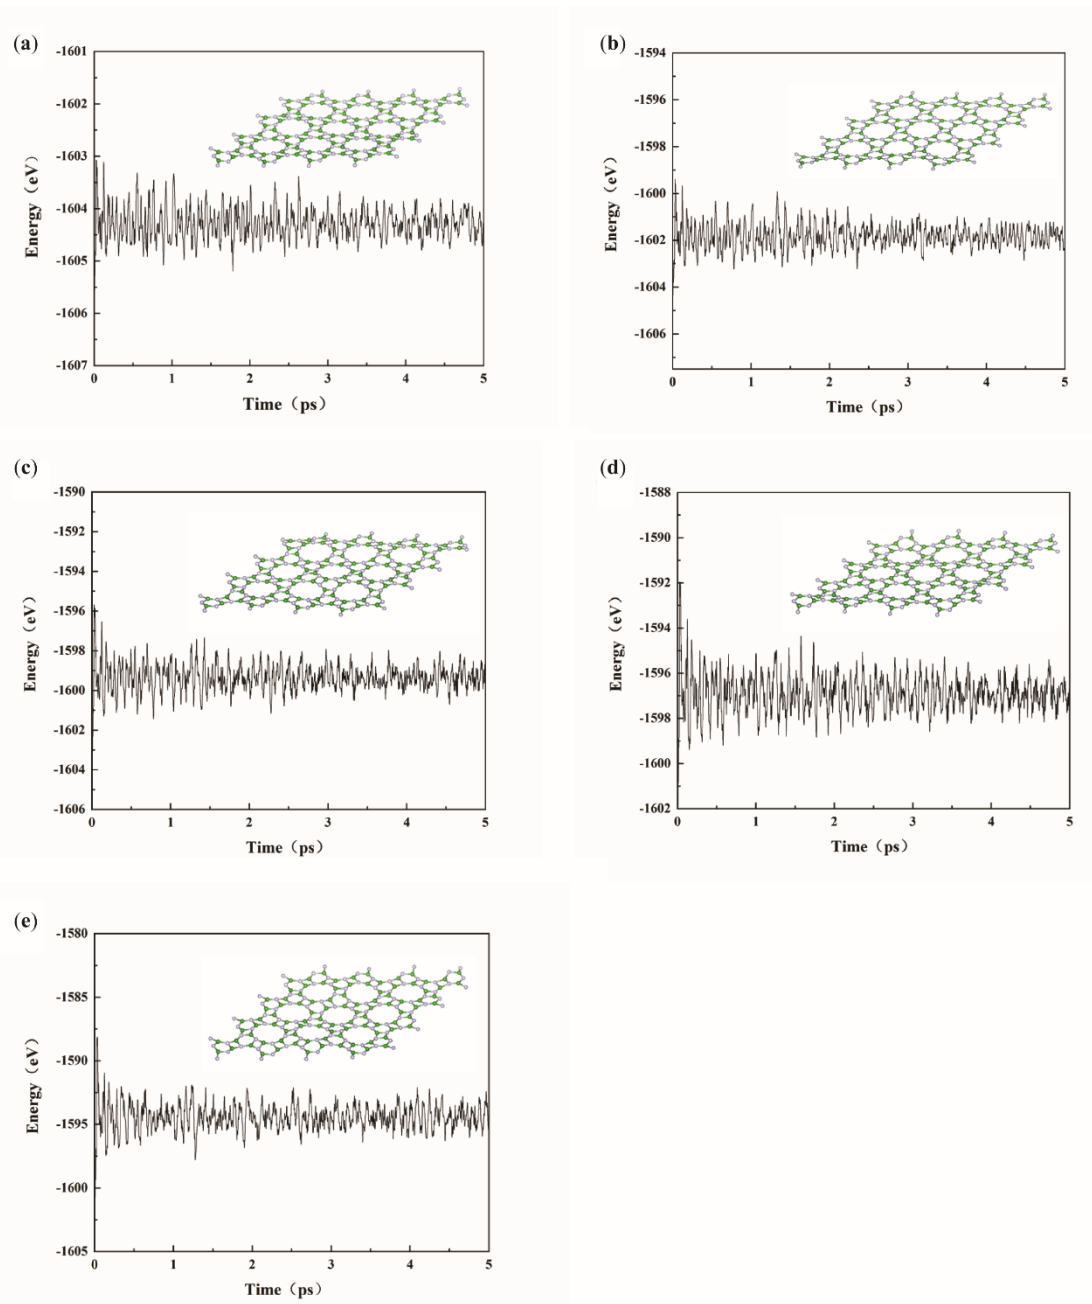 (a)
-1601
-1602
-1603
-1604
-1605
-1606
-1607
Energy（eV）
0 1 2 3 4 5
Time（ps）
(b)
-1594
-1596
-1598
-1600
-1602
-1604
-1606
Energy（eV）
0 1 2 3 4 5
Time（ps）
(c)
-1590
-1592
-1594
-1596
-1598
-1600
-1602
-1604
-1606
Energy（eV）
0 1 2 3 4 5
Time（ps）
(d)
-1588
-1590
-1592
-1594
-1596
-1598
-1600
-1602
Energy（eV）
0 1 2 3 4 5
Time（ps）
(e)
-1580
-1585
-1590
-1595
-1600
-1605
Energy（eV）
0 1 2 3 4 5
Time（ps）